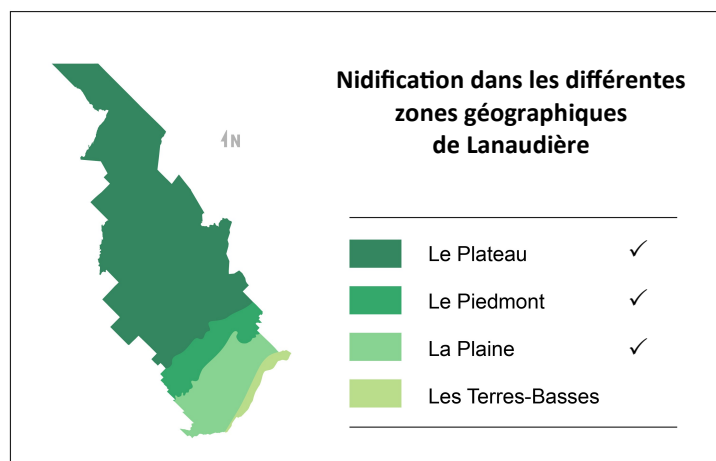 Nidification dans les différentes
zones géographiques
de Lanaudière
N
Le Plateau ✓
Le Piedmont ✓
La Plaine ✓
Les Terres-Basses